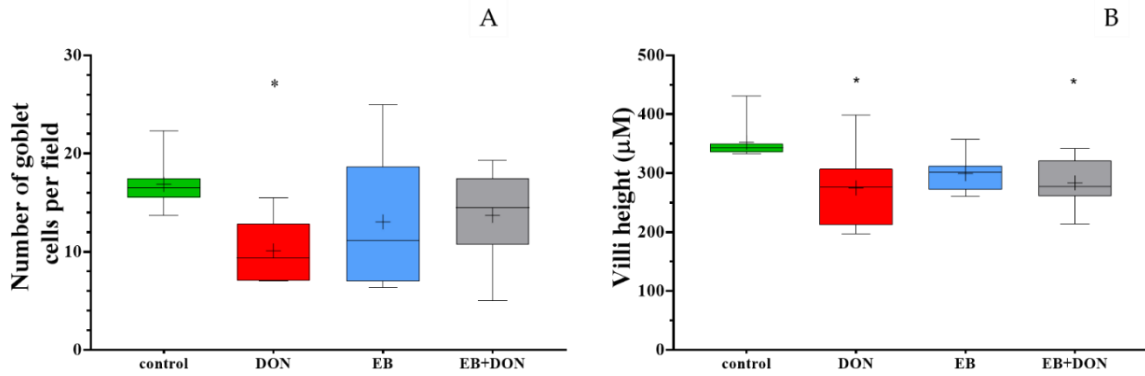 A
Number of goblet
cells per field
30
20
10
0
*
control
DON
EB
EB+DON
B
Villi height (μM)
500
400
300
200
100
0
*
*
control
DON
EB
EB+DON